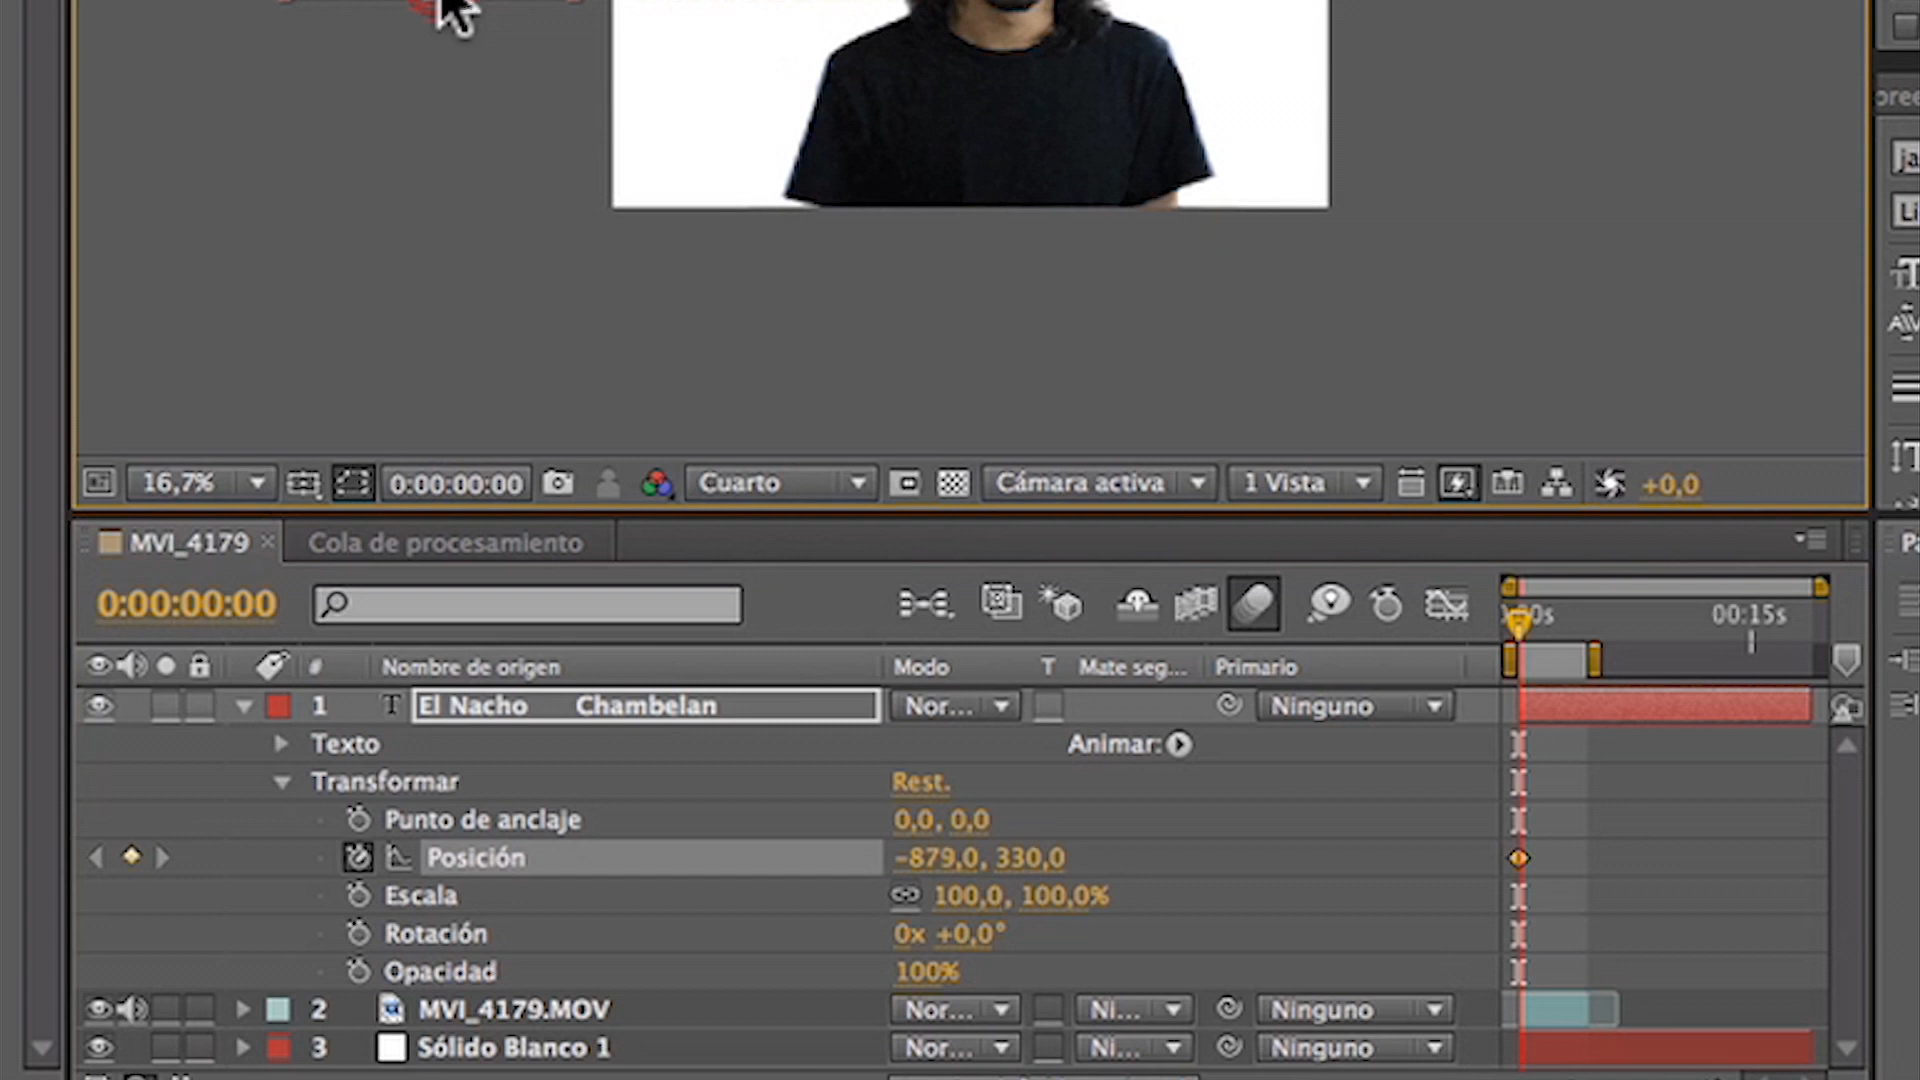 16,7% 0:00:00:00 Cuarto Cámara activa 1 Vista +0,0
MVI_4179 × Cola de procesamiento
0:00:00:00
00:15s
# Nombre de origen Modo T Mate seg... Primario
1 T El Nacho Chambelan Nor... Ninguno
Texto Animar:
Transformar Rest.
Punto de anclaje 0,0, 0,0
Posición -879,0, 330,0
Escala 100,0, 100,0%
Rotación 0x +0,0°
Opacidad 100%
2 MVI_4179.MOV Nor... Ni... Ninguno
3 Sólido Blanco 1 Nor... Ni... Ninguno